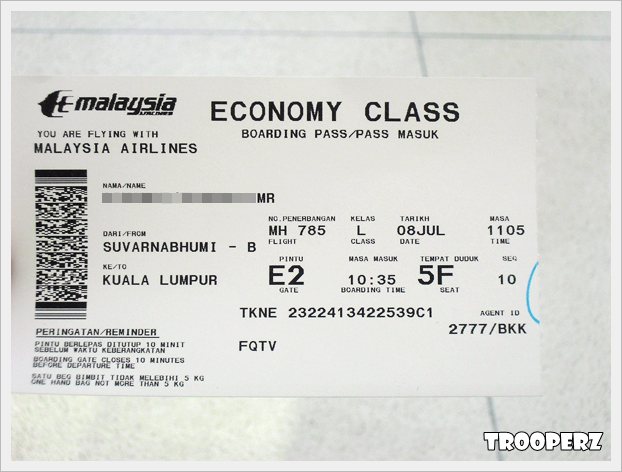 malaysia
AIRLINES
ECONOMY CLASS
BOARDING PASS/PASS MASUK
YOU ARE FLYING WITH
MALAYSIA AIRLINES
NAMA/NAME
MR
NO.PENERBANGAN KELAS TARIKH MASA
MH 785 L 08JUL 1105
FLIGHT CLASS DATE TIME
DARI/FROM
SUVARNABHUMI - B
KE/TO
KUALA LUMPUR
PINTU MASA MASUK TEMPAT DUDUK SEQ
E2 10:35 5F 10
GATE BOARDING TIME SEAT
TKNE 2322413422539C1
AGENT ID
2777/BKK
FQTV
PERINGATAN/REMINDER
PINTU BERLEPAS DITUTUP 10 MINIT
SEBELUM WAKTU KEBERANGKATAN
BOARDING GATE CLOSES 10 MINUTES
BEFORE DEPARTURE TIME
SATU BEG BIMBIT TIDAK MELEBIHI 5 KG
ONE HAND BAG NOT MORE THAN 5 KG
TROOPERZ